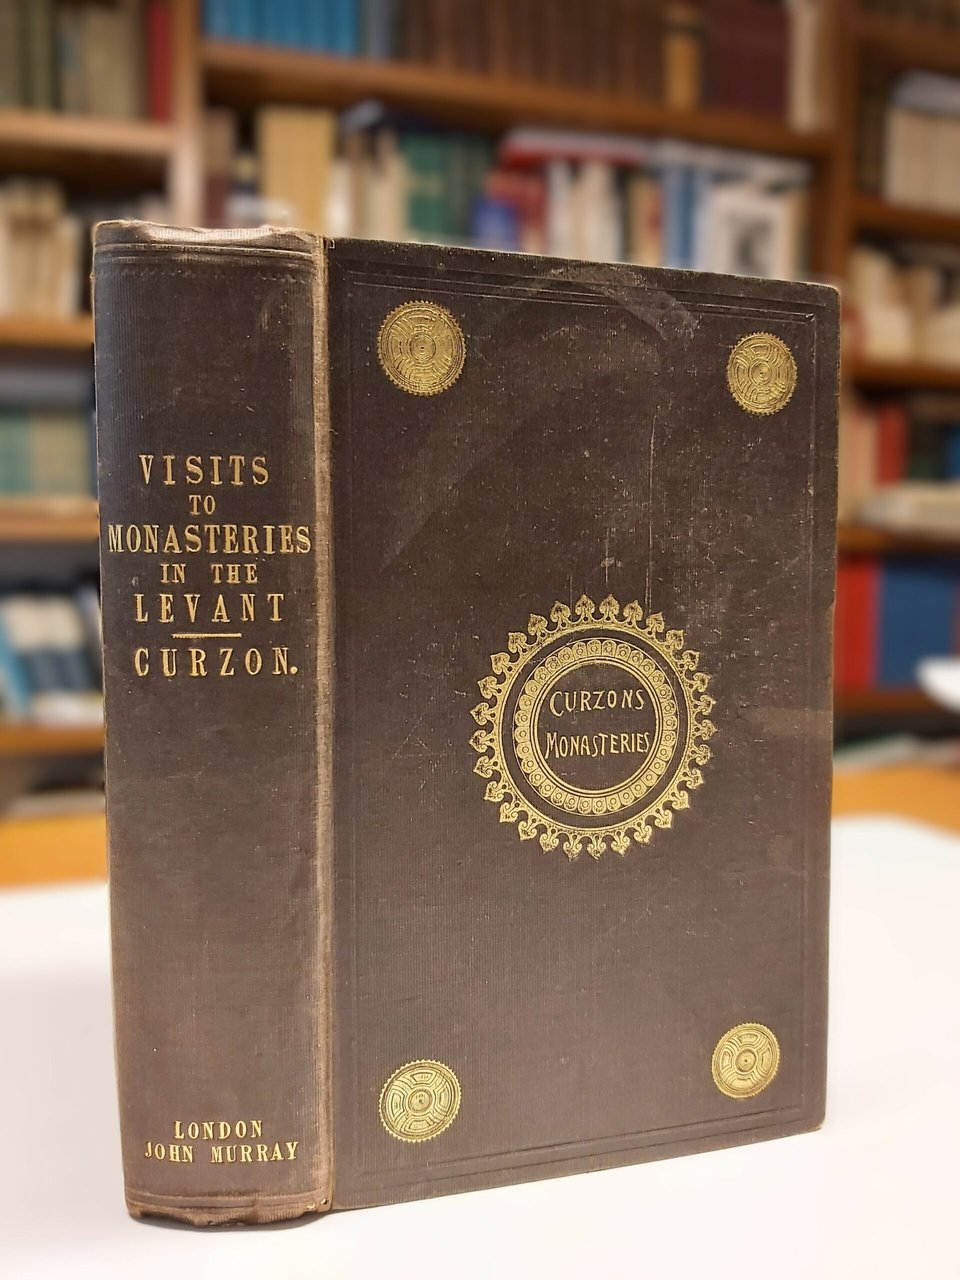 VISITS
TO
MONASTERIES
IN THE
LEVANT
CURZON.
LONDON
JOHN MURRAY
CURZONS
MONASTERIES